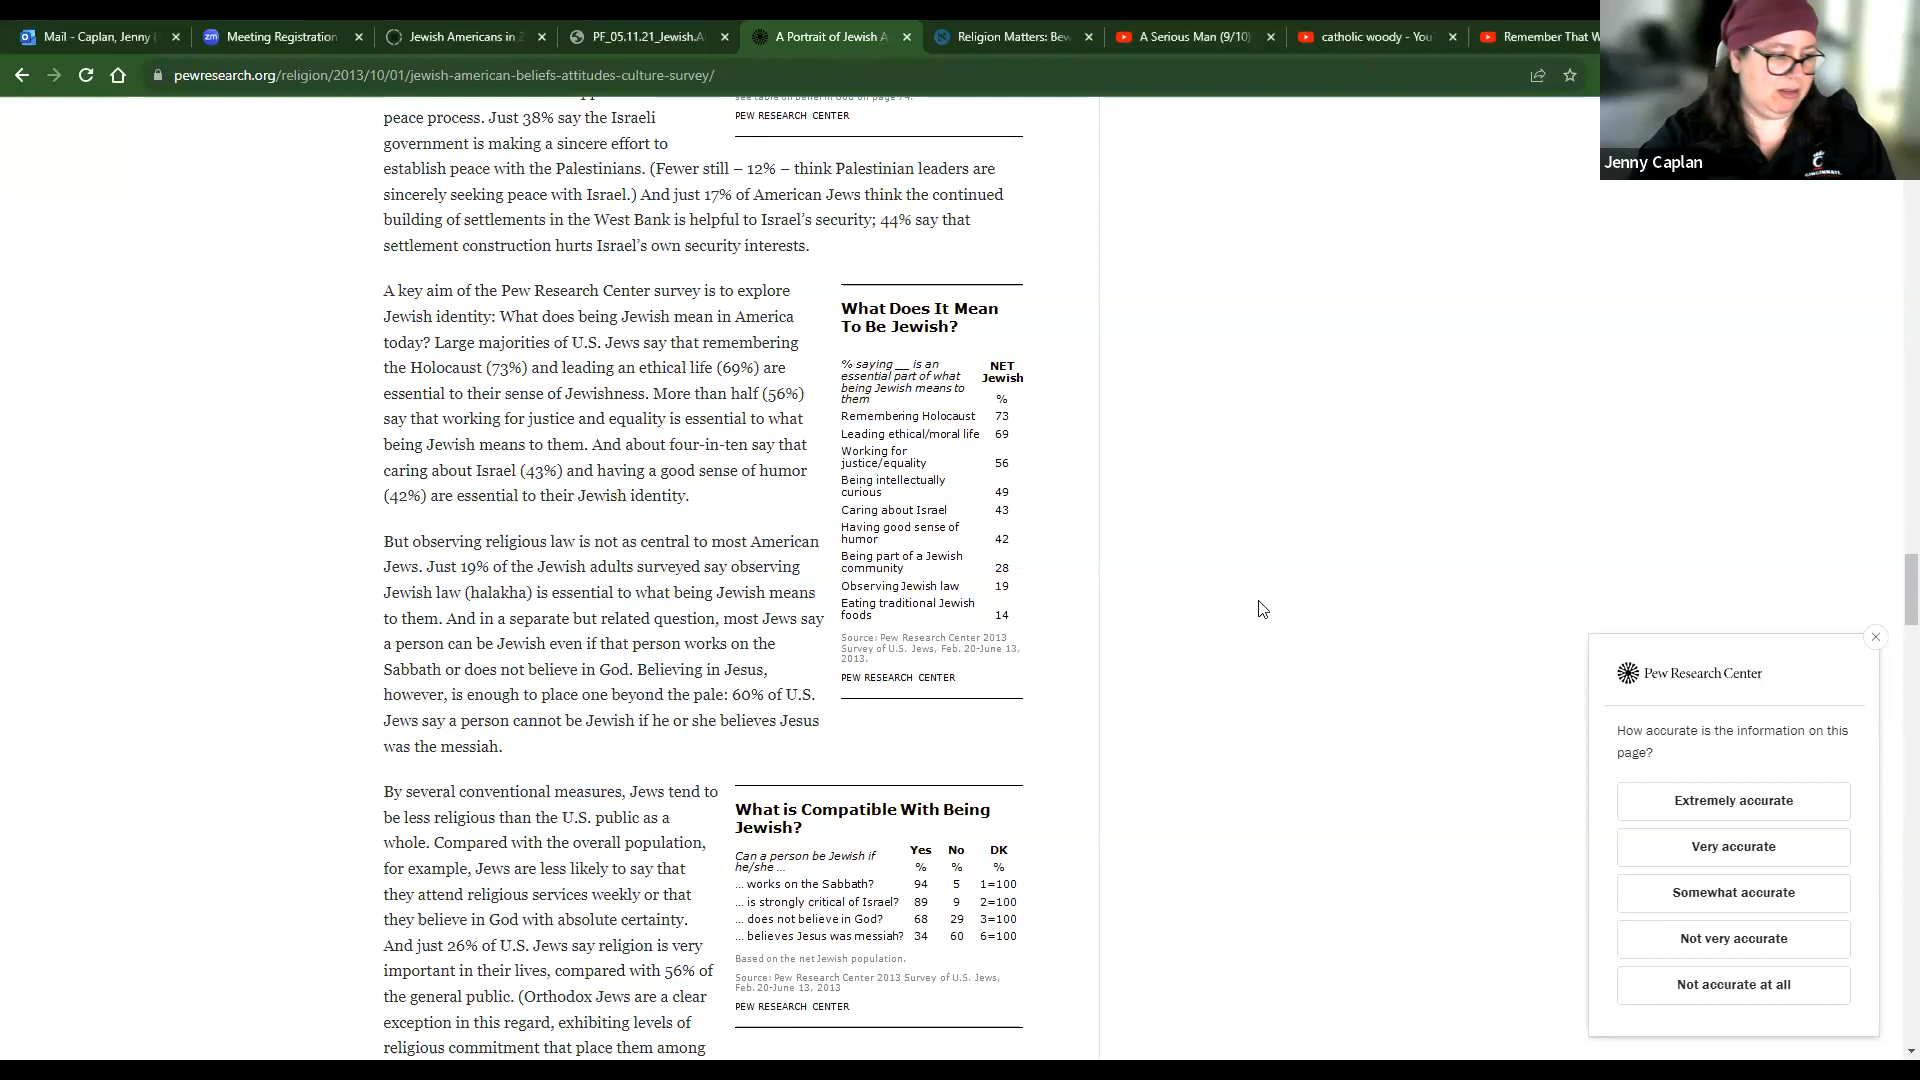 Mail - Caplan, Jenny
Meeting Registration
Jewish Americans in 2
PF_05.11.21_Jewish.A
A Portrait of Jewish A
Religion Matters: Bew
A Serious Man (9/10)
catholic woody - You
Remember That W
pewresearch.org/religion/2013/10/01/jewish-american-beliefs-attitudes-culture-survey/
Jenny Caplan
CINCINNATI
peace process. Just 38% say the Israeli
government is making a sincere effort to
establish peace with the Palestinians. (Fewer still – 12% – think Palestinian leaders are
sincerely seeking peace with Israel.) And just 17% of American Jews think the continued
building of settlements in the West Bank is helpful to Israel’s security; 44% say that
settlement construction hurts Israel’s own security interests.
see table on belief in God on page 74.
PEW RESEARCH CENTER
A key aim of the Pew Research Center survey is to explore
Jewish identity: What does being Jewish mean in America
today? Large majorities of U.S. Jews say that remembering
the Holocaust (73%) and leading an ethical life (69%) are
essential to their sense of Jewishness. More than half (56%)
say that working for justice and equality is essential to what
being Jewish means to them. And about four-in-ten say that
caring about Israel (43%) and having a good sense of humor
(42%) are essential to their Jewish identity.
What Does It Mean
To Be Jewish?
% saying __ is an
essential part of what
being Jewish means to
them
NET
Jewish
%
Remembering Holocaust 73
Leading ethical/moral life 69
Working for
justice/equality 56
Being intellectually
curious 49
Caring about Israel 43
Having good sense of
humor 42
Being part of a Jewish
community 28
Observing Jewish law 19
Eating traditional Jewish
foods 14
Source: Pew Research Center 2013
Survey of U.S. Jews, Feb. 20-June 13,
2013.
PEW RESEARCH CENTER
But observing religious law is not as central to most American
Jews. Just 19% of the Jewish adults surveyed say observing
Jewish law (halakha) is essential to what being Jewish means
to them. And in a separate but related question, most Jews say
a person can be Jewish even if that person works on the
Sabbath or does not believe in God. Believing in Jesus,
however, is enough to place one beyond the pale: 60% of U.S.
Jews say a person cannot be Jewish if he or she believes Jesus
was the messiah.
By several conventional measures, Jews tend to
be less religious than the U.S. public as a
whole. Compared with the overall population,
for example, Jews are less likely to say that
they attend religious services weekly or that
they believe in God with absolute certainty.
And just 26% of U.S. Jews say religion is very
important in their lives, compared with 56% of
the general public. (Orthodox Jews are a clear
exception in this regard, exhibiting levels of
religious commitment that place them among
What is Compatible With Being
Jewish?
Can a person be Jewish if
he/she ...
Yes No DK
% % %
... works on the Sabbath? 94 5 1=100
... is strongly critical of Israel? 89 9 2=100
... does not believe in God? 68 29 3=100
... believes Jesus was messiah? 34 60 6=100
Based on the net Jewish population.
Source: Pew Research Center 2013 Survey of U.S. Jews,
Feb. 20-June 13, 2013
PEW RESEARCH CENTER
Pew Research Center
How accurate is the information on this
page?
Extremely accurate
Very accurate
Somewhat accurate
Not very accurate
Not accurate at all